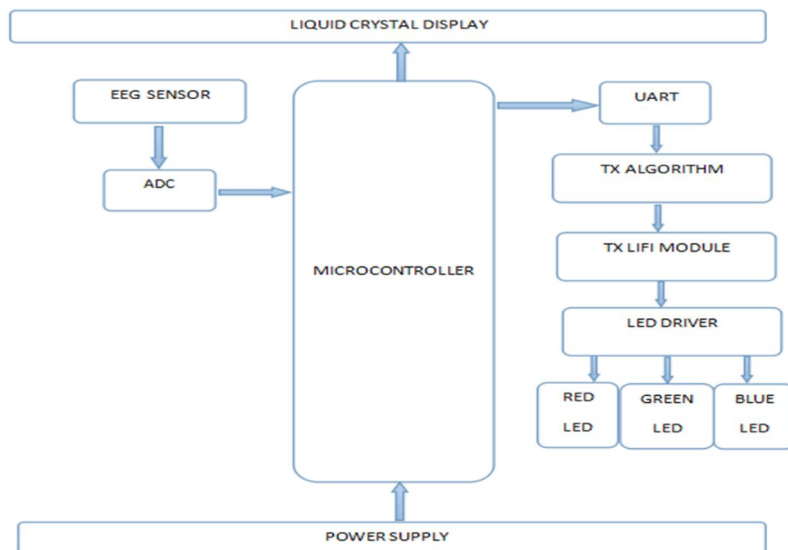 LIQUID CRYSTAL DISPLAY
EEG SENSOR
UART
ADC
TX ALGORITHM
TX LIFI MODULE
MICROCONTROLLER
LED DRIVER
RED
LED
GREEN
LED
BLUE
LED
POWER SUPPLY